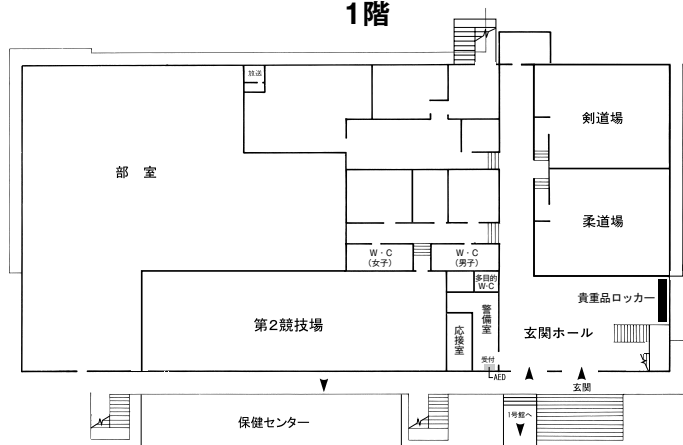 1階
放送
剣道場
部 室
柔道場
W・C
(女子)
W・C
(男子)
多目的
W・C
貴重品ロッカー
第2競技場
警備室
応接室
玄関ホール
受付
AED
玄関
保健センター
1号館へ